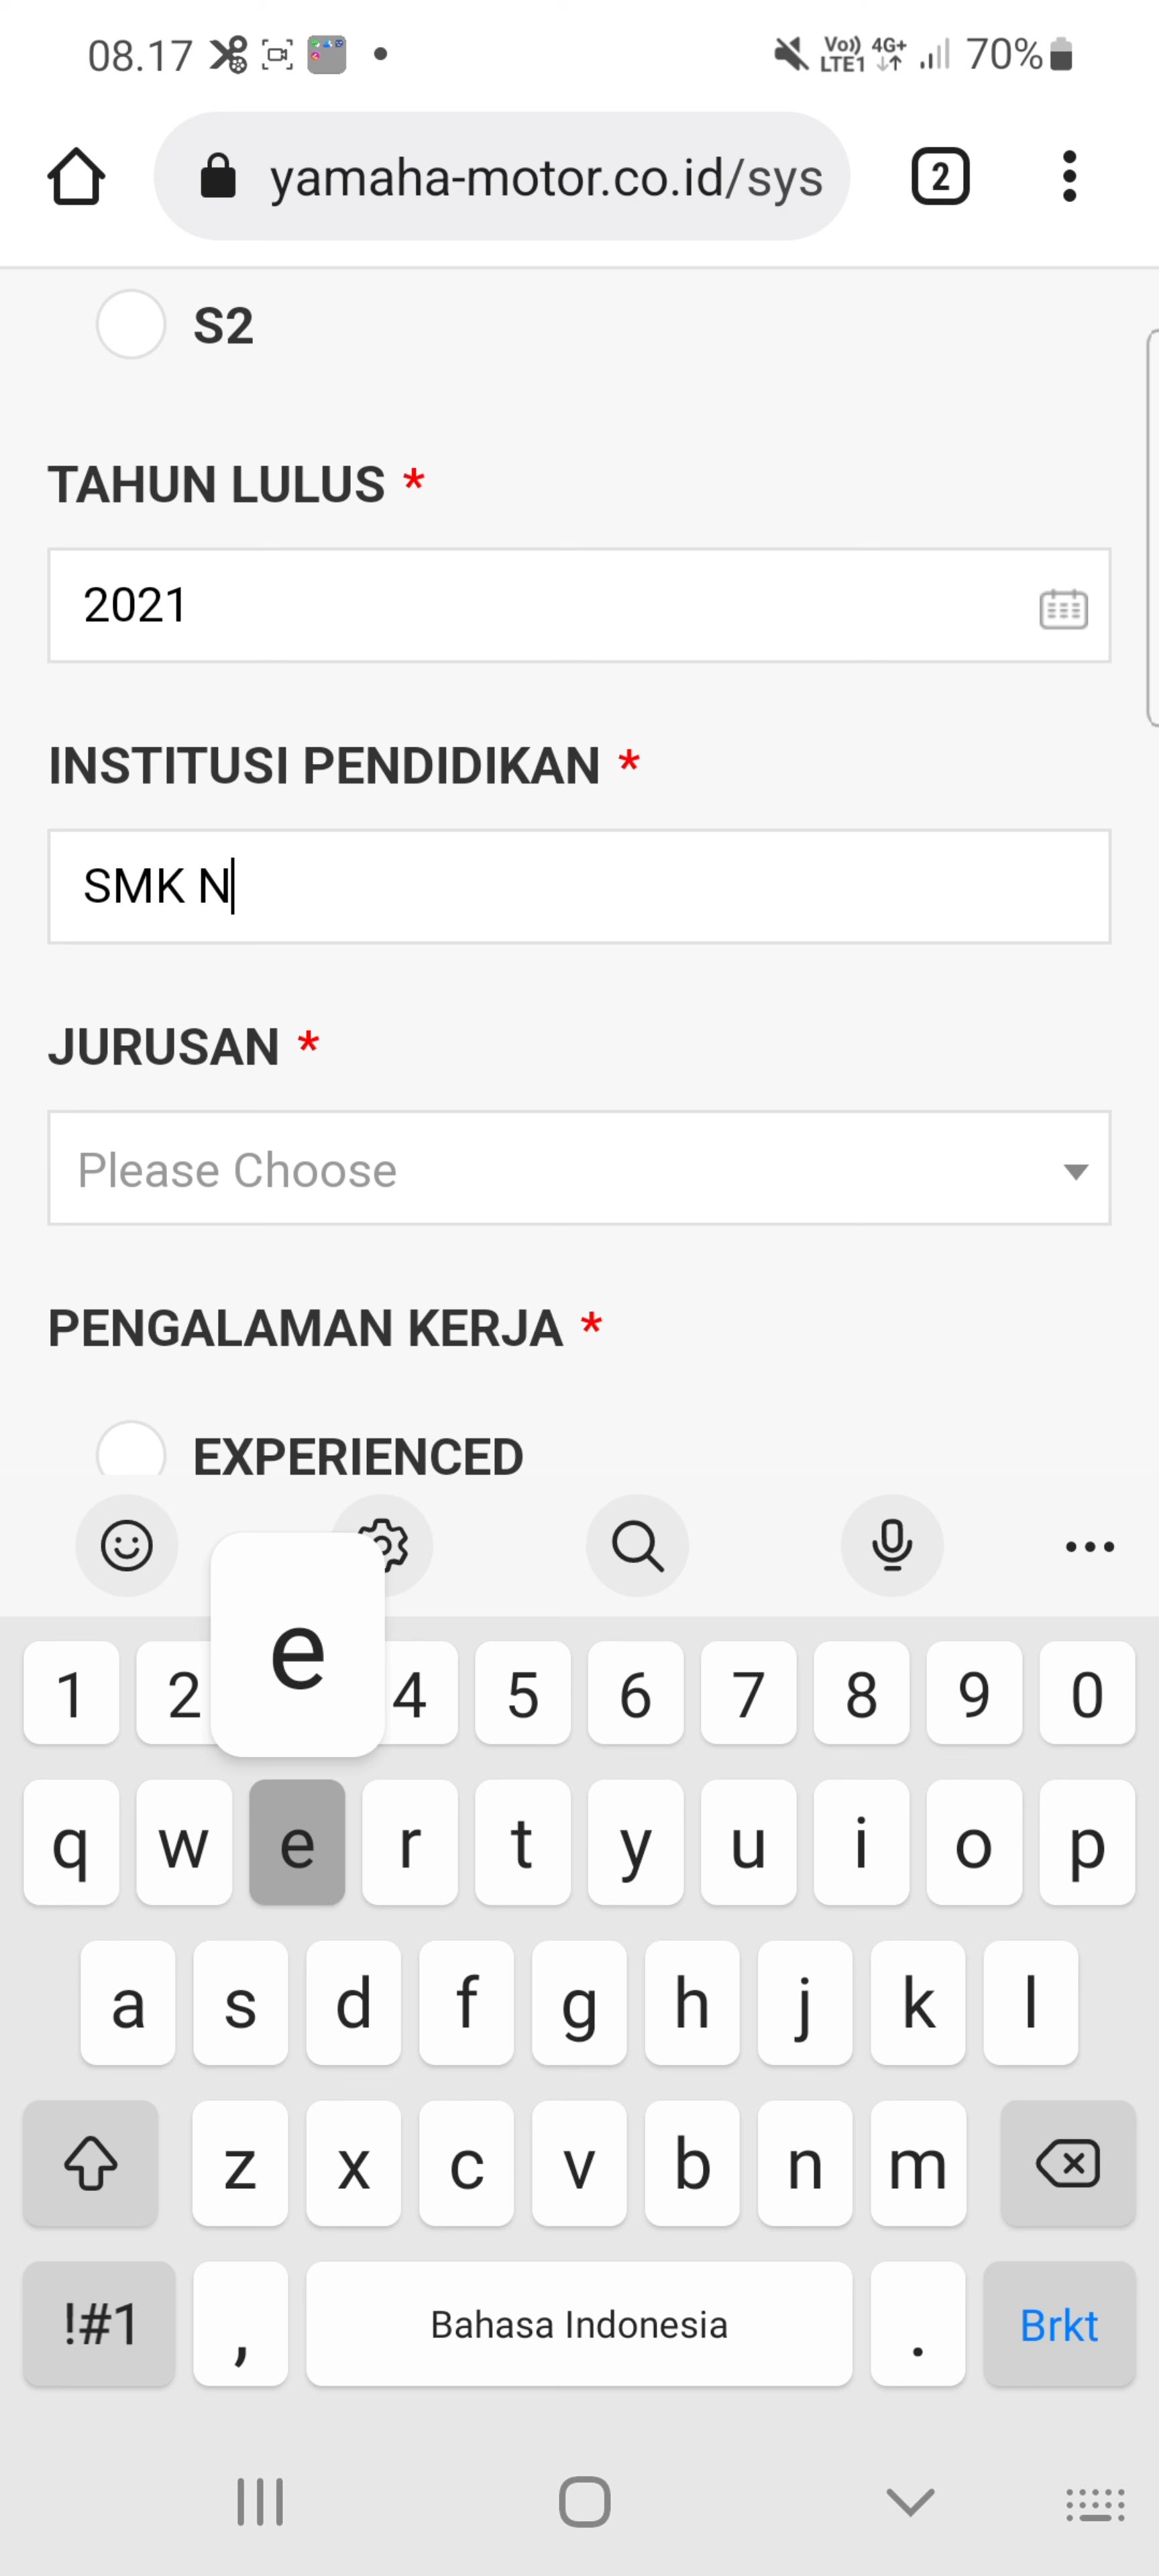 08.17 Vo)) LTE1 4G+ 70%
yamaha-motor.co.id/sys 2
S2
TAHUN LULUS *
2021
INSTITUSI PENDIDIKAN *
SMK N
JURUSAN *
Please Choose
PENGALAMAN KERJA *
EXPERIENCED
e
1 2 4 5 6 7 8 9 0
q w e r t y u i o p
a s d f g h j k l
z x c v b n m
!#1 , Bahasa Indonesia . Brkt